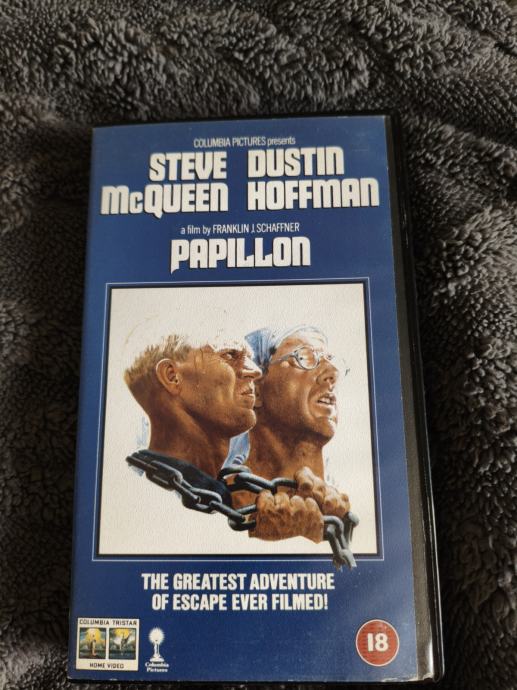 COLUMBIA PICTURES presents
STEVE DUSTIN
McQUEEN HOFFMAN
a film by FRANKLIN J. SCHAFFNER
PAPILLON
THE GREATEST ADVENTURE
OF ESCAPE EVER FILMED!
COLUMBIA TRISTAR
HOME VIDEO
Columbia
Pictures
18